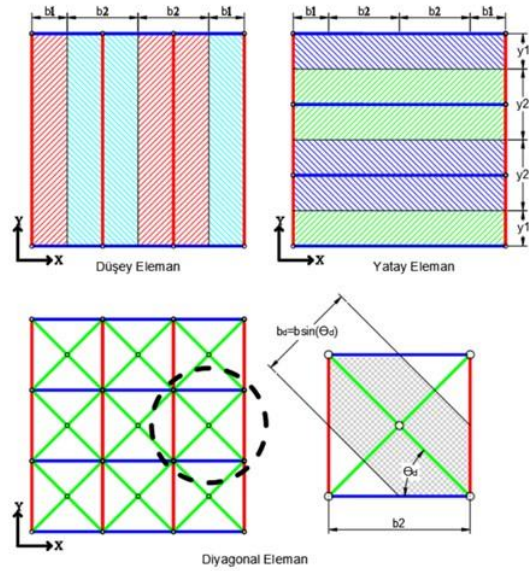 b1 b2 b2 b1
Y
X
Düşey Eleman
b2 b2 b1
y1
y2
y2
y1
Y
X
Yatay Eleman
Y
X
bd=bsin(Θd)
Θd
b2
Diyagonal Eleman